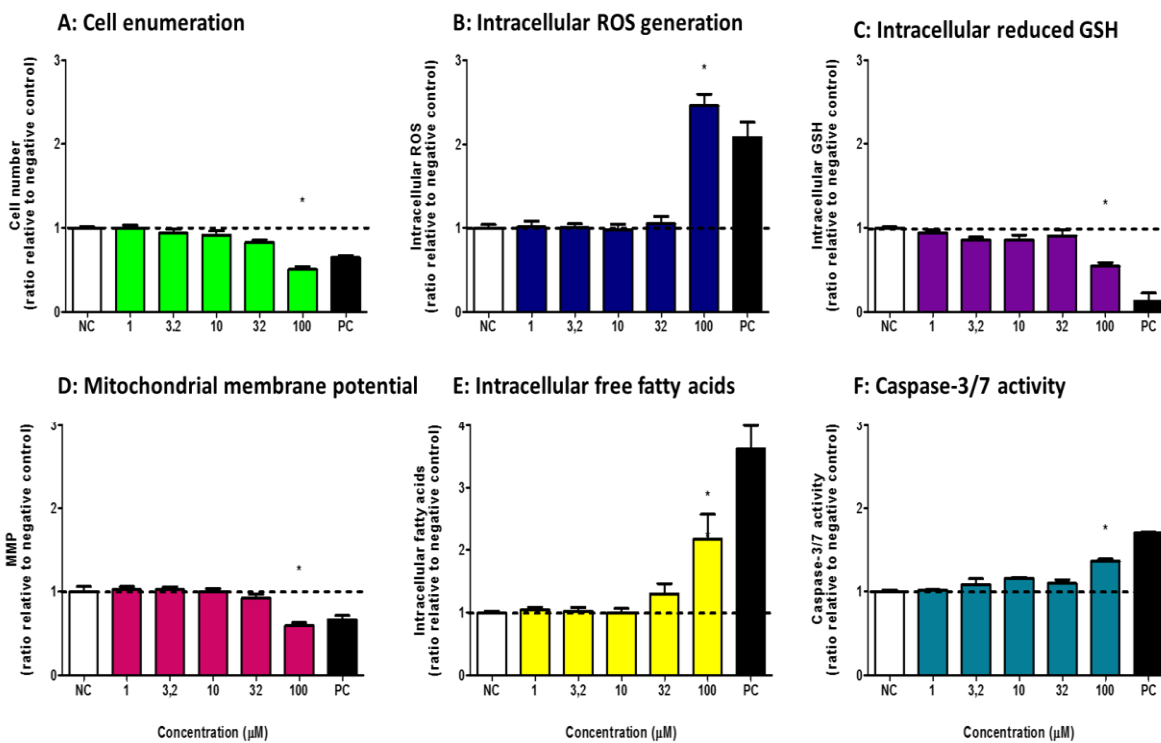 A: Cell enumeration
Cell number
(ratio relative to negative control)
3
2
1
0
*
NC 1 3,2 10 32 100 PC
B: Intracellular ROS generation
Intracellular ROS
(ratio relative to negative control)
3
2
1
0
*
NC 1 3,2 10 32 100 PC
C: Intracellular reduced GSH
Intracellular GSH
(ratio relative to negative control)
3
2
1
0
*
NC 1 3,2 10 32 100 PC
D: Mitochondrial membrane potential
MMP
(ratio relative to negative control)
3
2
1
0
*
NC 1 3,2 10 32 100 PC
Concentration (µM)
E: Intracellular free fatty acids
Intracellular fatty acids
(ratio relative to negative control)
4
3
2
1
0
*
NC 1 3,2 10 32 100 PC
Concentration (µM)
F: Caspase-3/7 activity
Caspase-3/7 activity
(ratio relative to negative control)
3
2
1
0
*
NC 1 3,2 10 32 100 PC
Concentration (µM)